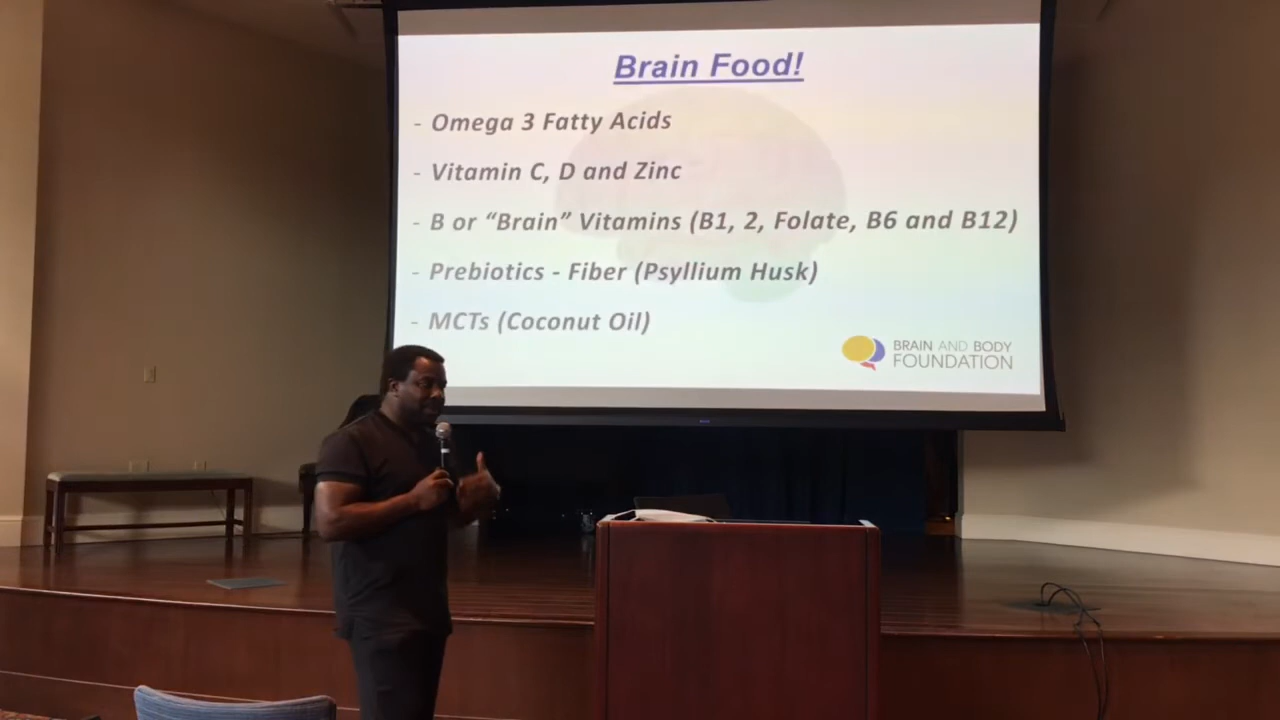 Brain Food!
- Omega 3 Fatty Acids
- Vitamin C, D and Zinc
- B or “Brain” Vitamins (B1, 2, Folate, B6 and B12)
- Prebiotics - Fiber (Psyllium Husk)
- MCTs (Coconut Oil)
BRAIN AND BODY
FOUNDATION